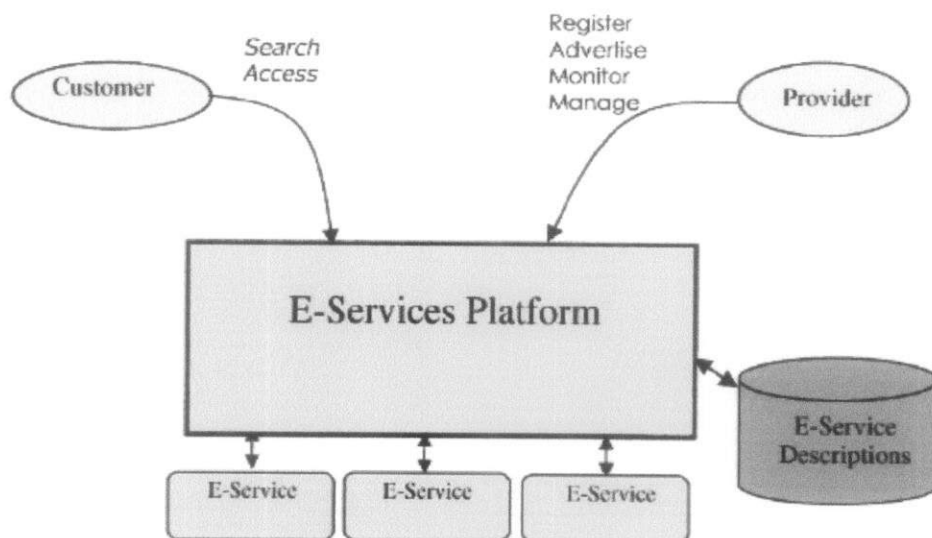 Search
Access
Register
Advertise
Monitor
Manage
Customer
Provider
E-Services Platform
E-Service
Descriptions
E-Service
E-Service
E-Service